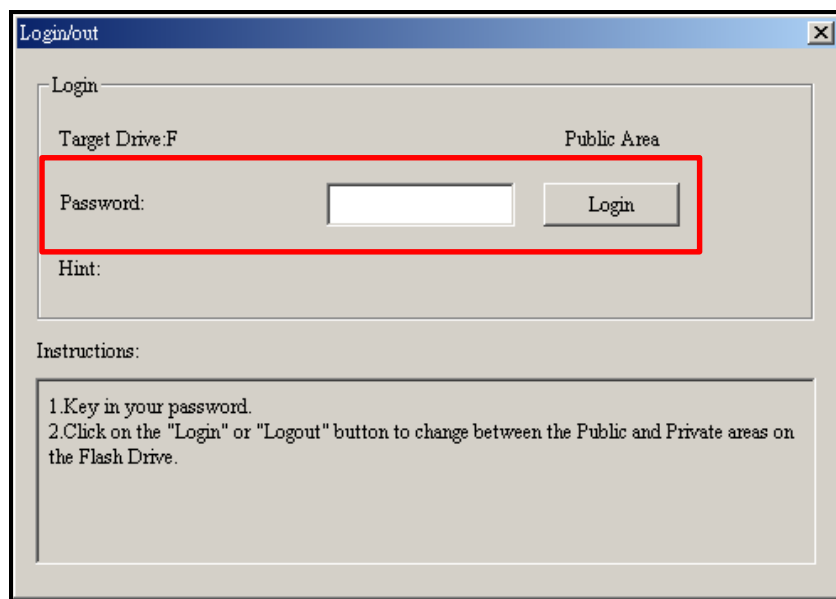 Login/out
Login
Target Drive:F Public Area
Password: Login
Hint:
Instructions:
1.Key in your password.
2.Click on the "Login" or "Logout" button to change between the Public and Private areas on
the Flash Drive.